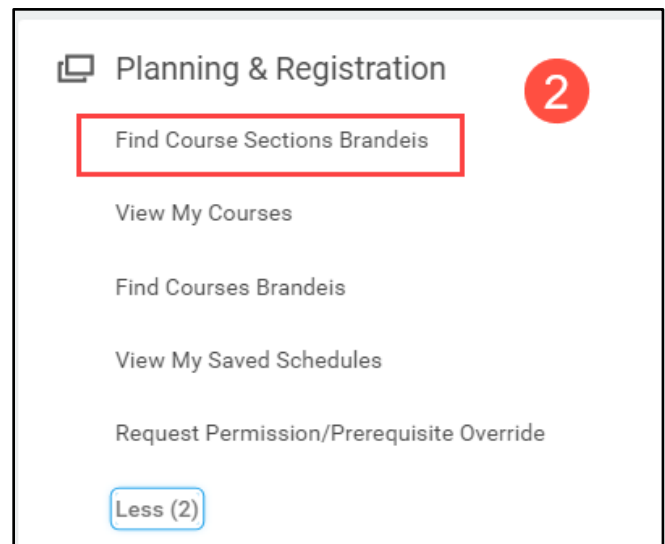 Planning & Registration
2
Find Course Sections Brandeis
View My Courses
Find Courses Brandeis
View My Saved Schedules
Request Permission/Prerequisite Override
Less (2)